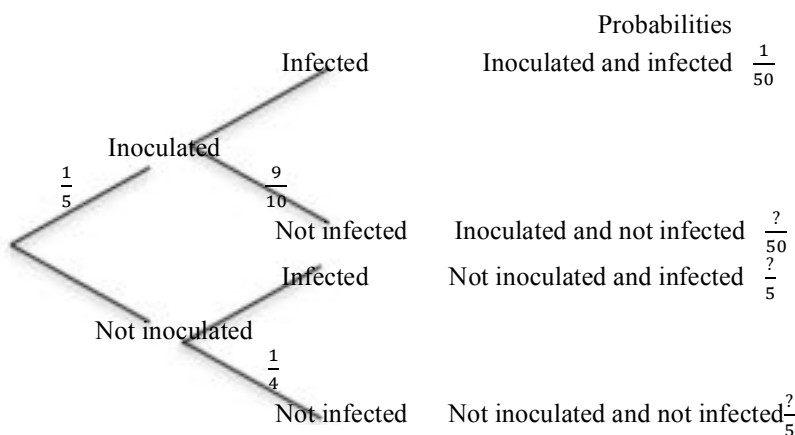 Probabilities
Infected Inoculated and infected 1/50
Inoculated
1/5 9/10
Not infected Inoculated and not infected ?/50
Infected Not inoculated and infected ?/5
Not inoculated
1/4
Not infected Not inoculated and not infected ?/5